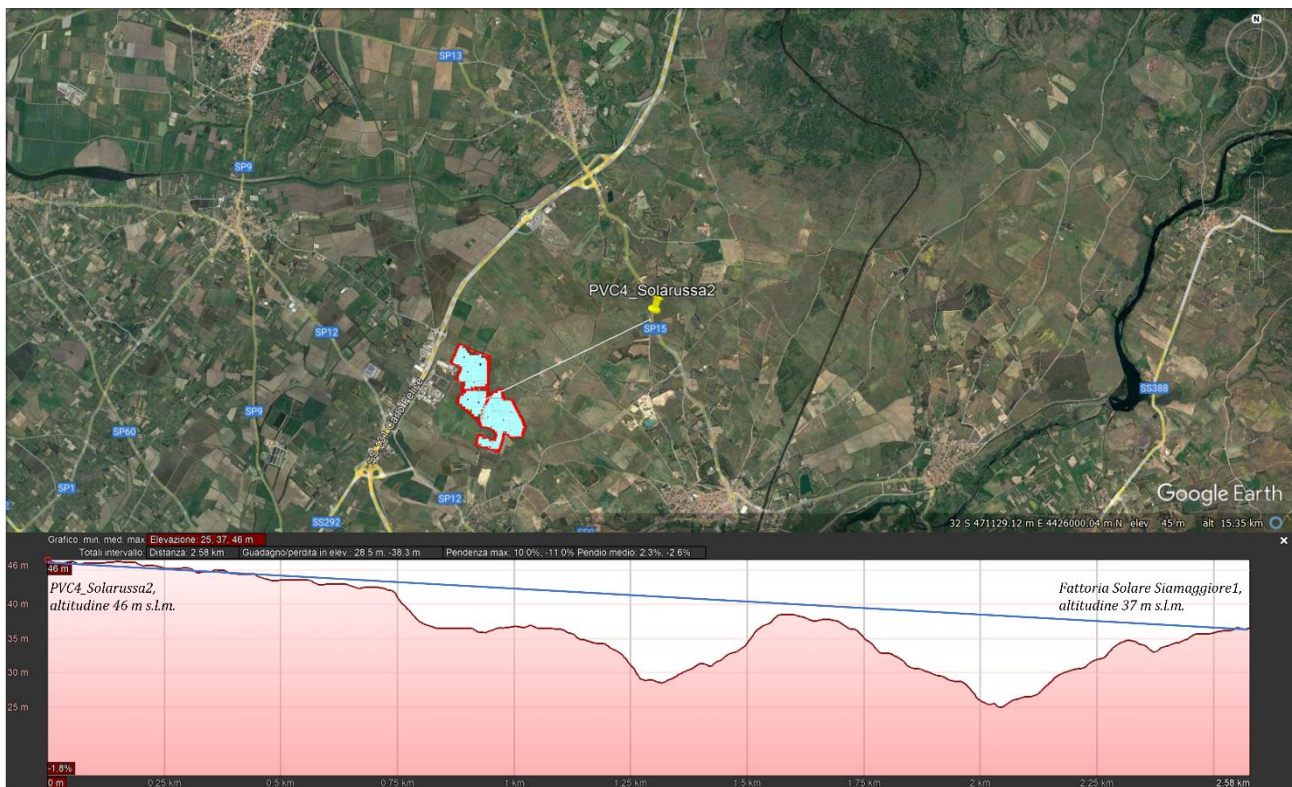 N
SP13
SP9
PVC4_Solarussa2
SP15
SP12
SS 131 Carlo Felice
SS388
SP9
SP60
SP1
SP12
SS292
Google Earth
32 S 471129.12 m E 4426000.04 m N elev 45 m alt 15.35 km
Grafico: min. med. max Elevazione: 25, 37, 46 m
Totali intervallo: Distanza: 2.58 km Guadagno/perdita in elev.: 28.5 m, -38.3 m Pendenza max: 10.0%, -11.0% Pendio medio: 2.3%, -2.6%
46 m
46 m
PVC4_Solarussa2,
altitudine 46 m s.l.m.
Fattoria Solare Siamaggiore1,
altitudine 37 m s.l.m.
40 m
35 m
30 m
25 m
-1.8%
0 m 0.25 km 0.5 km 0.75 km 1 km 1.25 km 1.5 km 1.75 km 2 km 2.25 km 2.58 km